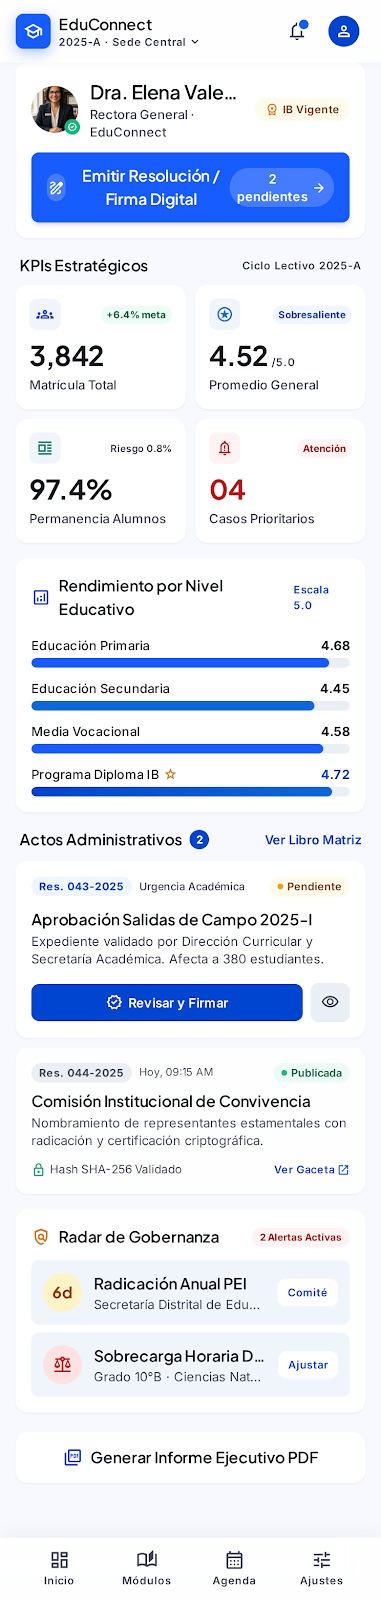 EduConnect
2025-A · Sede Central
Dra. Elena Vale...
Rectora General ·
EduConnect
IB Vigente
Emitir Resolución /
Firma Digital
2
pendientes
KPIs Estratégicos
Ciclo Lectivo 2025-A
+6.4% meta
3,842
Matrícula Total
Sobresaliente
4.52 /5.0
Promedio General
Riesgo 0.8%
97.4%
Permanencia Alumnos
Atención
04
Casos Prioritarios
Rendimiento por Nivel
Educativo
Escala
5.0
Educación Primaria 4.68
Educación Secundaria 4.45
Media Vocacional 4.58
Programa Diploma IB 4.72
Actos Administrativos 2
Ver Libro Matriz
Res. 043-2025 Urgencia Académica Pendiente
Aprobación Salidas de Campo 2025-I
Expediente validado por Dirección Curricular y
Secretaría Académica. Afecta a 380 estudiantes.
Revisar y Firmar
Res. 044-2025 Hoy, 09:15 AM Publicada
Comisión Institucional de Convivencia
Nombramiento de representantes estamentales con
radicación y certificación criptográfica.
Hash SHA-256 Validado Ver Gaceta
Radar de Gobernanza 2 Alertas Activas
6d
Radicación Anual PEI
Secretaría Distrital de Edu...
Comité
Sobrecarga Horaria D...
Grado 10°B · Ciencias Nat...
Ajustar
PDF
Generar Informe Ejecutivo PDF
Inicio Módulos Agenda Ajustes